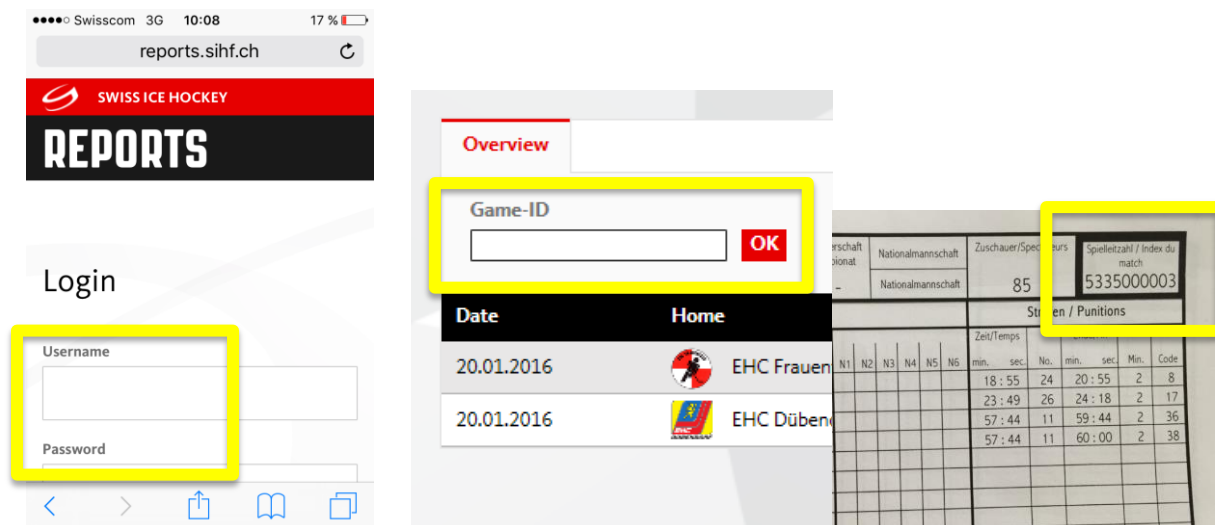 Swisscom 3G 10:08 17 %
reports.sihf.ch
SWISS ICE HOCKEY
REPORTS
Login
Username
Password
Overview
Game-ID
OK
Date Home
20.01.2016 EHC Frauen
20.01.2016 EHC Düben
Nationalmannschaft
- Nationalmannschaft
Zuschauer/Spec eurs
85
Spielleitzahl / Index du
match
5335000003
en / Punitions
Zeit/Temps
N1 N2 N3 N4 N5 N6 min. sec. No. min. sec. Min. Code
18 : 55 24 20 : 55 2 8
23 : 49 26 24 : 18 2 17
57 : 44 11 59 : 44 2 36
57 : 44 11 60 : 00 2 38